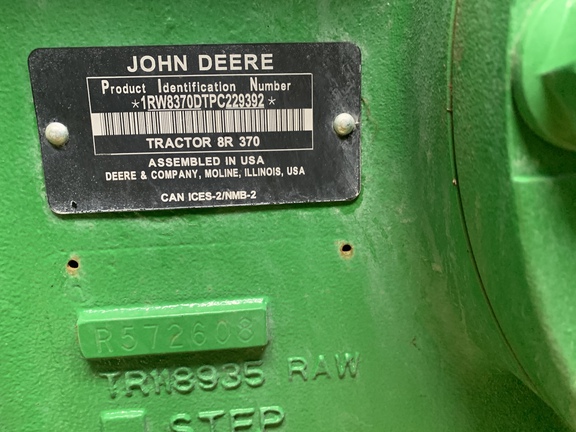 JOHN DEERE
Product Identification Number
*1RW8370DTPC229392*
TRACTOR 8R 370
ASSEMBLED IN USA
DEERE & COMPANY, MOLINE, ILLINOIS, USA
CAN ICES-2/NMB-2
R572608
TR118935 RAW
STEP